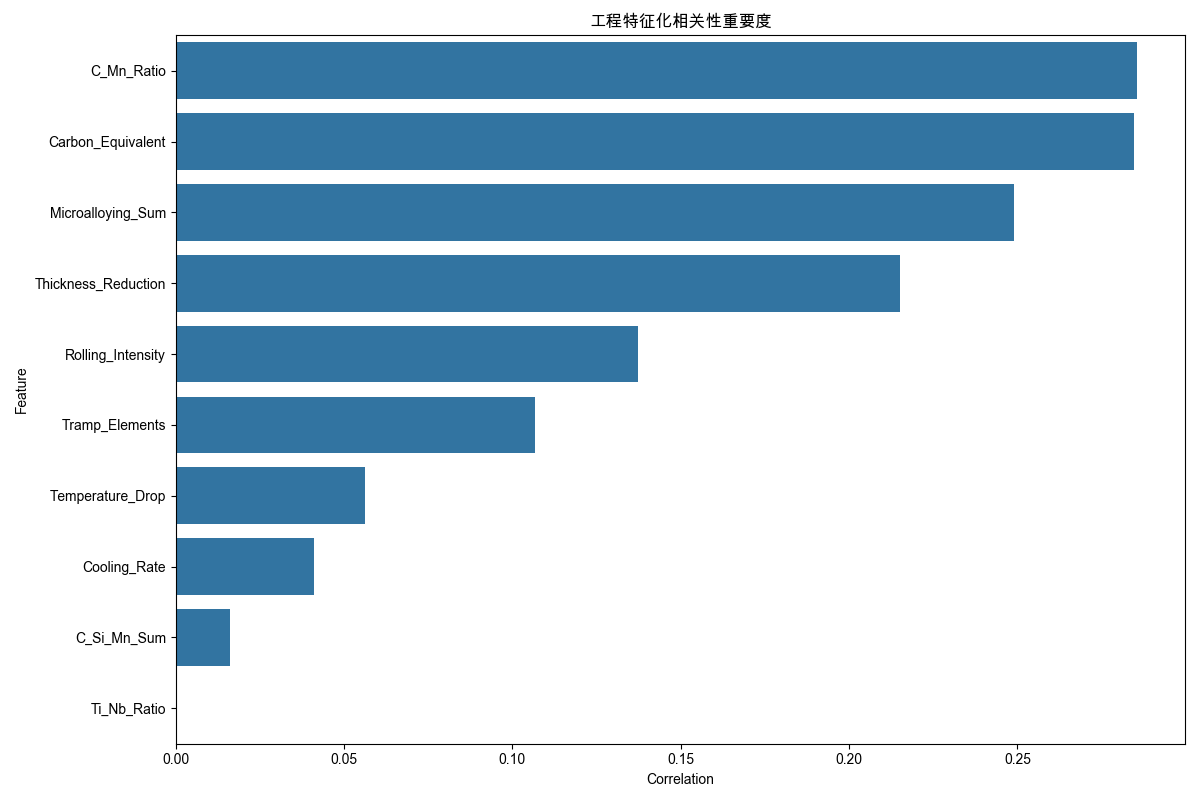 工程特征化相关性重要度
C_Mn_Ratio
Carbon_Equivalent
Microalloying_Sum
Thickness_Reduction
Rolling_Intensity
Tramp_Elements
Temperature_Drop
Cooling_Rate
C_Si_Mn_Sum
Ti_Nb_Ratio
Feature
0.00 0.05 0.10 0.15 0.20 0.25
Correlation